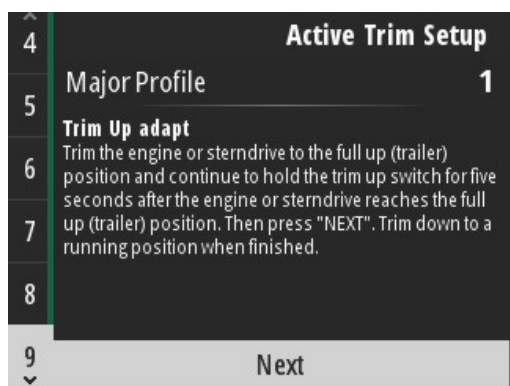 4
Active Trim Setup
Major Profile 1
5
Trim Up adapt
Trim the engine or sterndrive to the full up (trailer)
6
position and continue to hold the trim up switch for five
seconds after the engine or sterndrive reaches the full
7
up (trailer) position. Then press "NEXT". Trim down to a
running position when finished.
8
9
Next